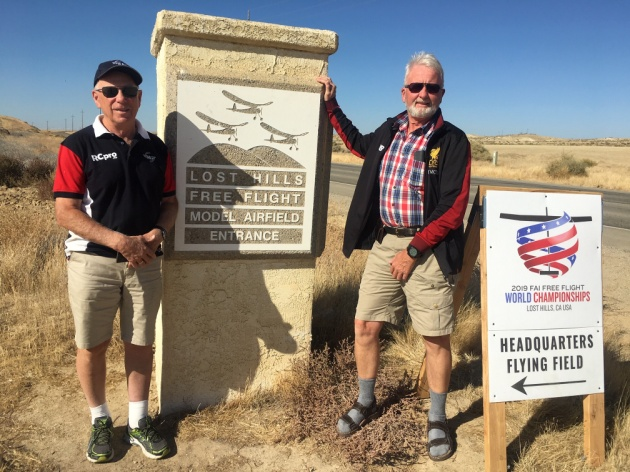 RCpro
LOST HILLS
FREE FLIGHT
MODEL AIRFIELD
ENTRANCE
2019 FAI FREE FLIGHT
WORLD CHAMPIONSHIPS
LOST HILLS, CA USA
HEADQUARTERS
FLYING FIELD